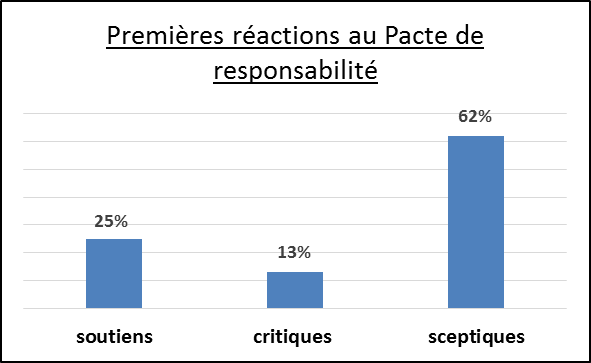 Premières réactions au Pacte de
responsabilité
62%
25%
13%
soutiens
critiques
sceptiques